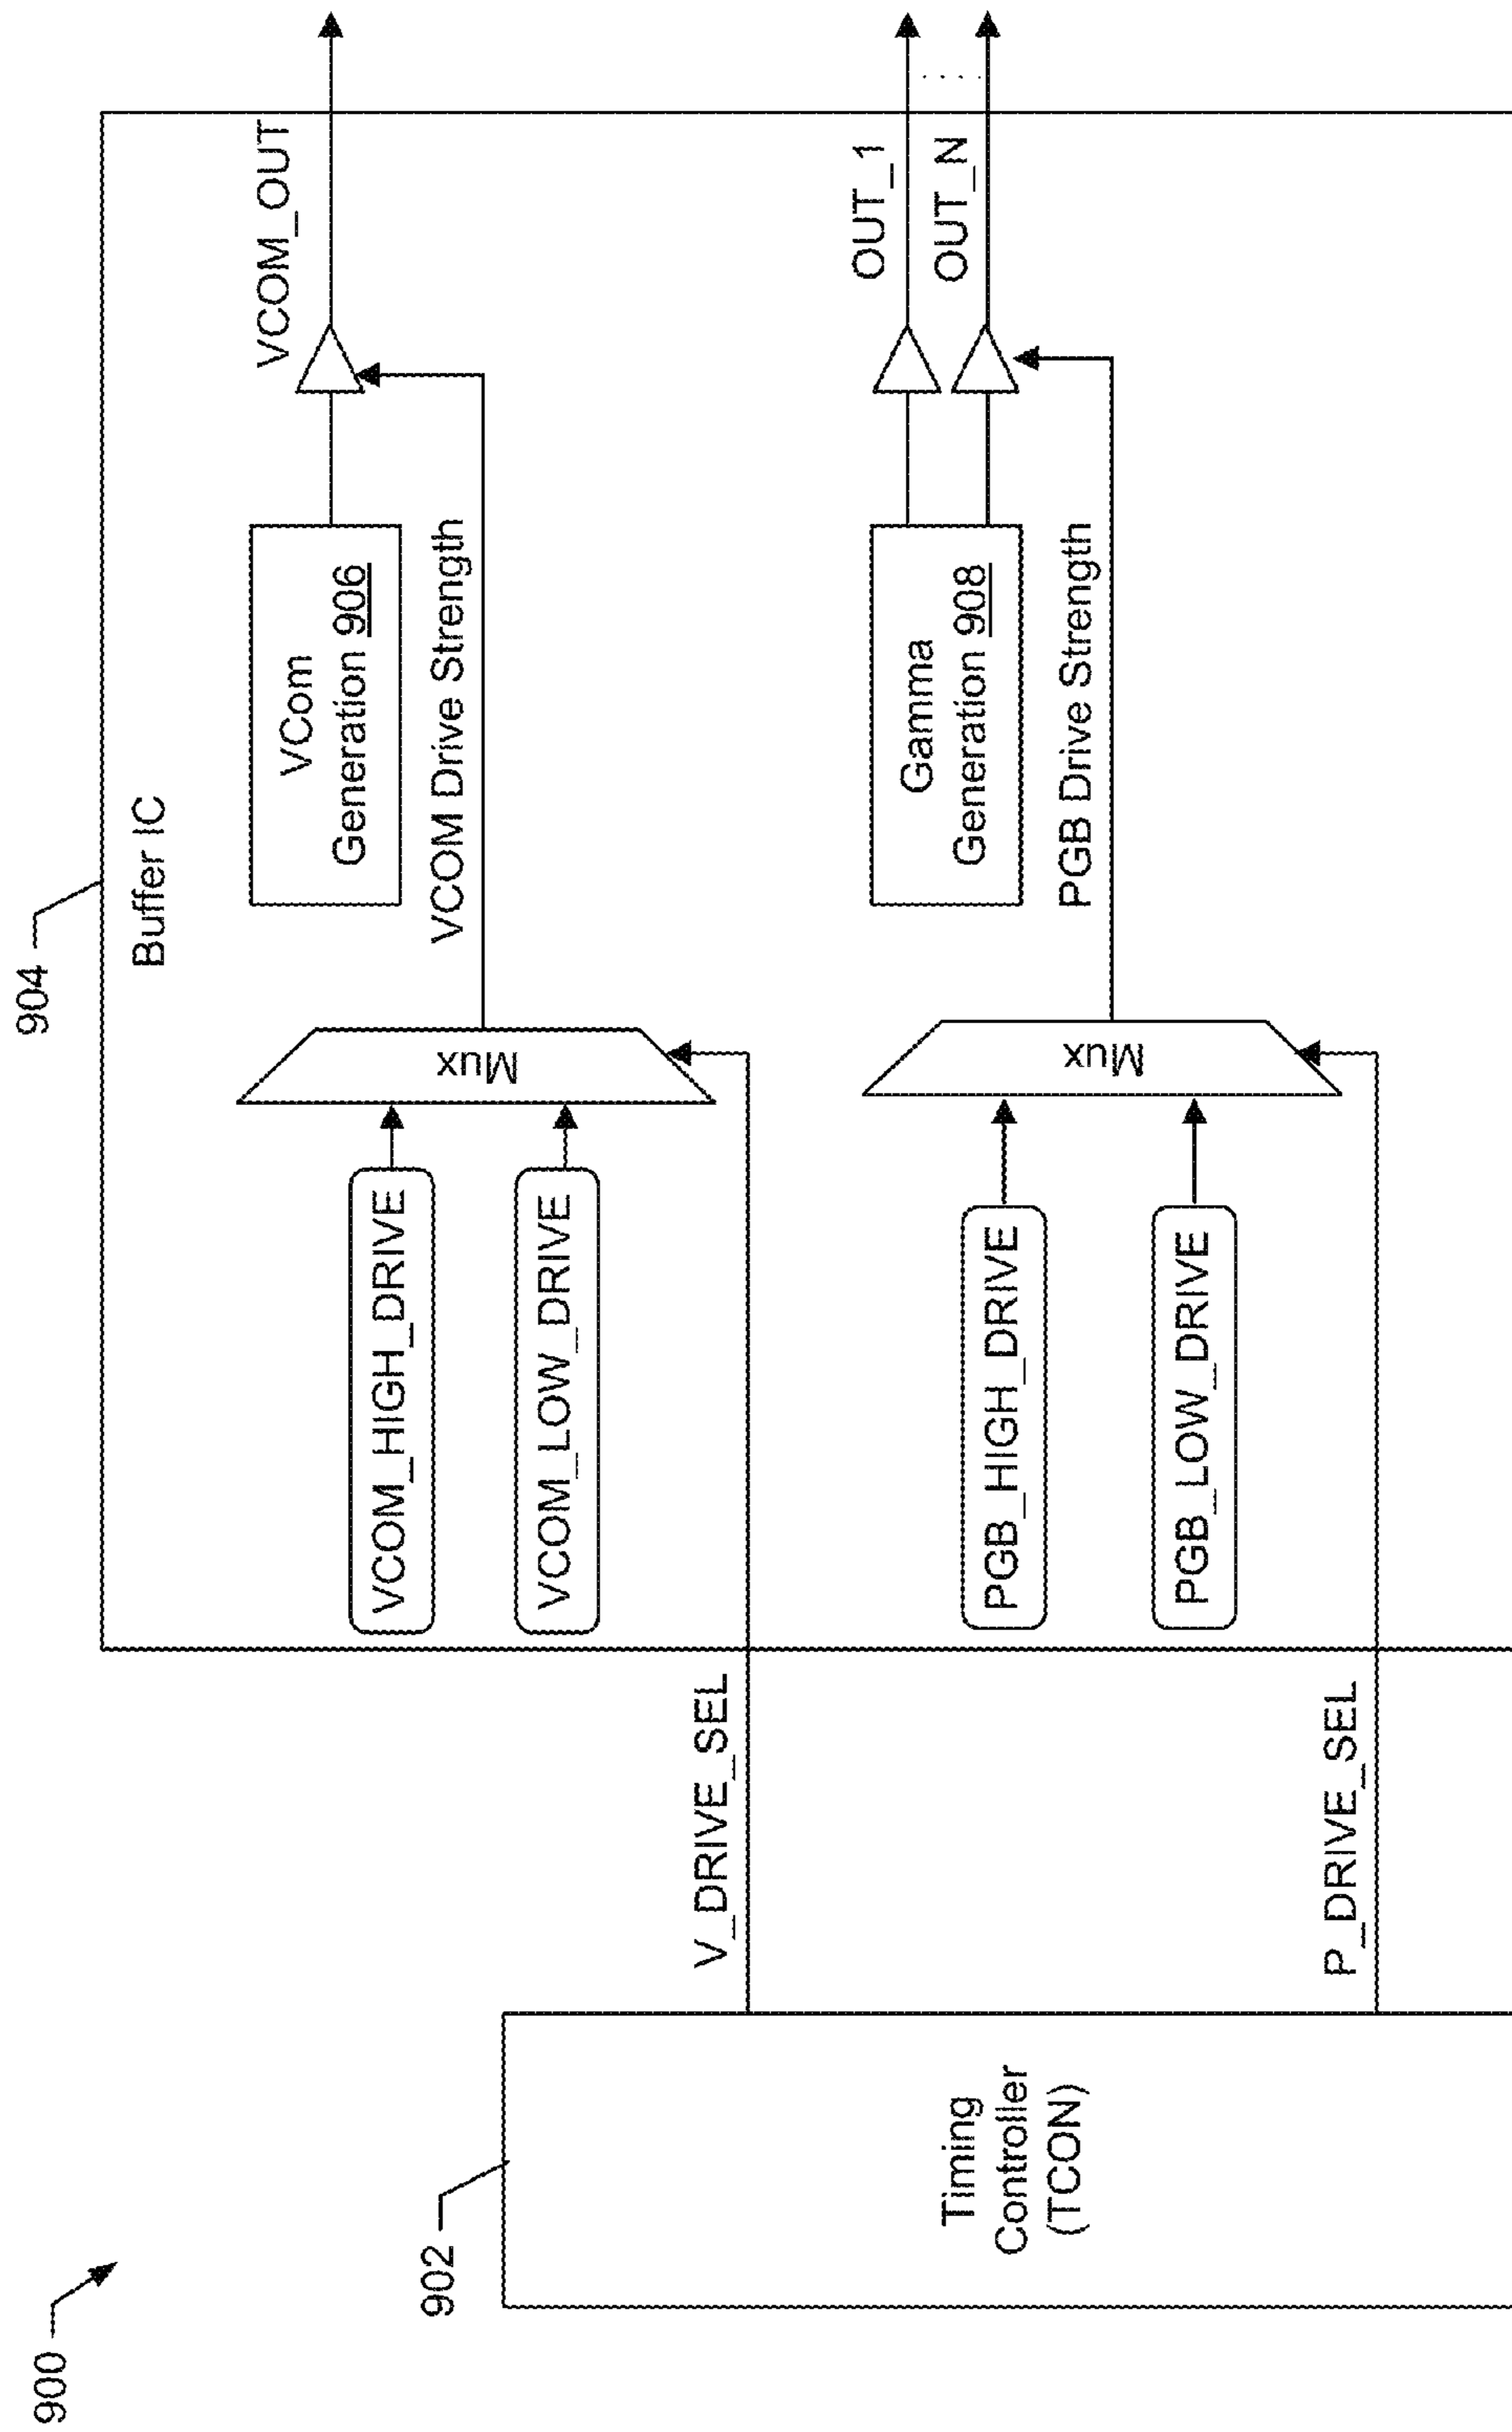 900
902
Timing
Controller
(TCON)
V_DRIVE_SEL
P_DRIVE_SEL
904
Buffer IC
VCOM_HIGH_DRIVE
VCOM_LOW_DRIVE
Mux
VCOM Drive Strength
VCom
Generation 906
VCOM_OUT
PGB_HIGH_DRIVE
PGB_LOW_DRIVE
Mux
PGB Drive Strength
Gamma
Generation 908
OUT_1
OUT_N